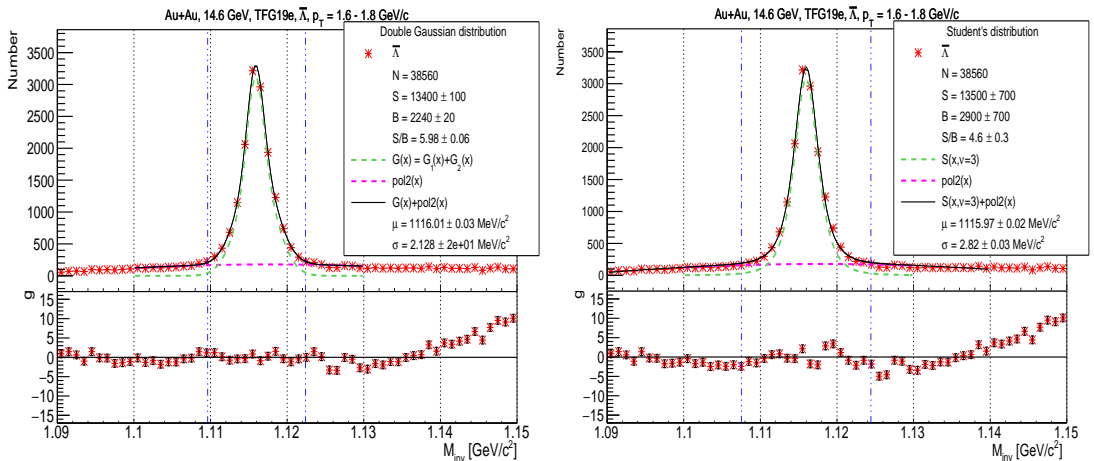 Au+Au, 14.6 GeV, TFG19e, Λ̅, pT = 1.6 - 1.8 GeV/c
Number
3500
3000
2500
2000
1500
1000
500
0
Double Gaussian distribution
Λ̅
N = 38560
S = 13400 ± 100
B = 2240 ± 20
S/B = 5.98 ± 0.06
G(x) = G1(x)+G2(x)
pol2(x)
G(x)+pol2(x)
μ = 1116.01 ± 0.03 MeV/c²
σ = 2.128 ± 2e+01 MeV/c²
g
15
10
5
0
−5
−10
−15
1.09 1.1 1.11 1.12 1.13 1.14 1.15
Minv [GeV/c²]
Au+Au, 14.6 GeV, TFG19e, Λ̅, pT = 1.6 - 1.8 GeV/c
Number
3500
3000
2500
2000
1500
1000
500
0
Student's distribution
Λ̅
N = 38560
S = 13500 ± 700
B = 2900 ± 700
S/B = 4.6 ± 0.3
S(x,ν=3)
pol2(x)
S(x,ν=3)+pol2(x)
μ = 1115.97 ± 0.02 MeV/c²
σ = 2.82 ± 0.03 MeV/c²
g
15
10
5
0
−5
−10
−15
1.09 1.1 1.11 1.12 1.13 1.14 1.15
Minv [GeV/c²]